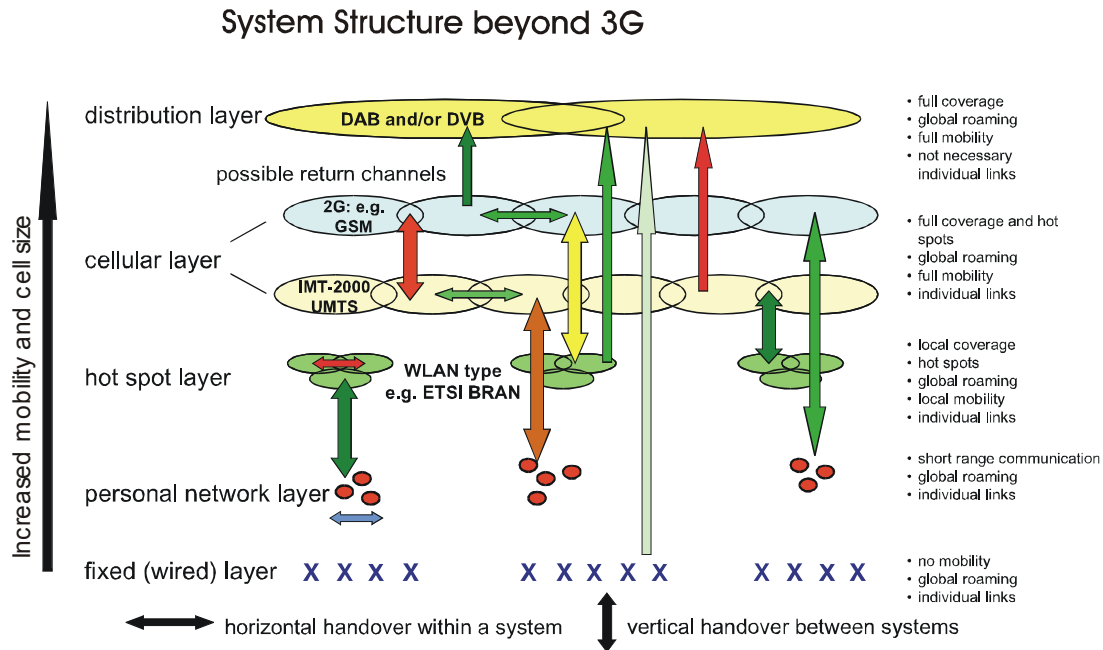 System Structure beyond 3G
Increased mobility and cell size
distribution layer
DAB and/or DVB
• full coverage
• global roaming
• full mobility
• not necessary
individual links
possible return channels
cellular layer
2G: e.g.
GSM
IMT-2000
UMTS
• full coverage and hot
spots
• global roaming
• full mobility
• individual links
hot spot layer
WLAN type
e.g. ETSI BRAN
• local coverage
• hot spots
• global roaming
• local mobility
• individual links
personal network layer
• short range communication
• global roaming
• individual links
fixed (wired) layer
X X X X X X X X X X X X X
• no mobility
• global roaming
• individual links
horizontal handover within a system
vertical handover between systems